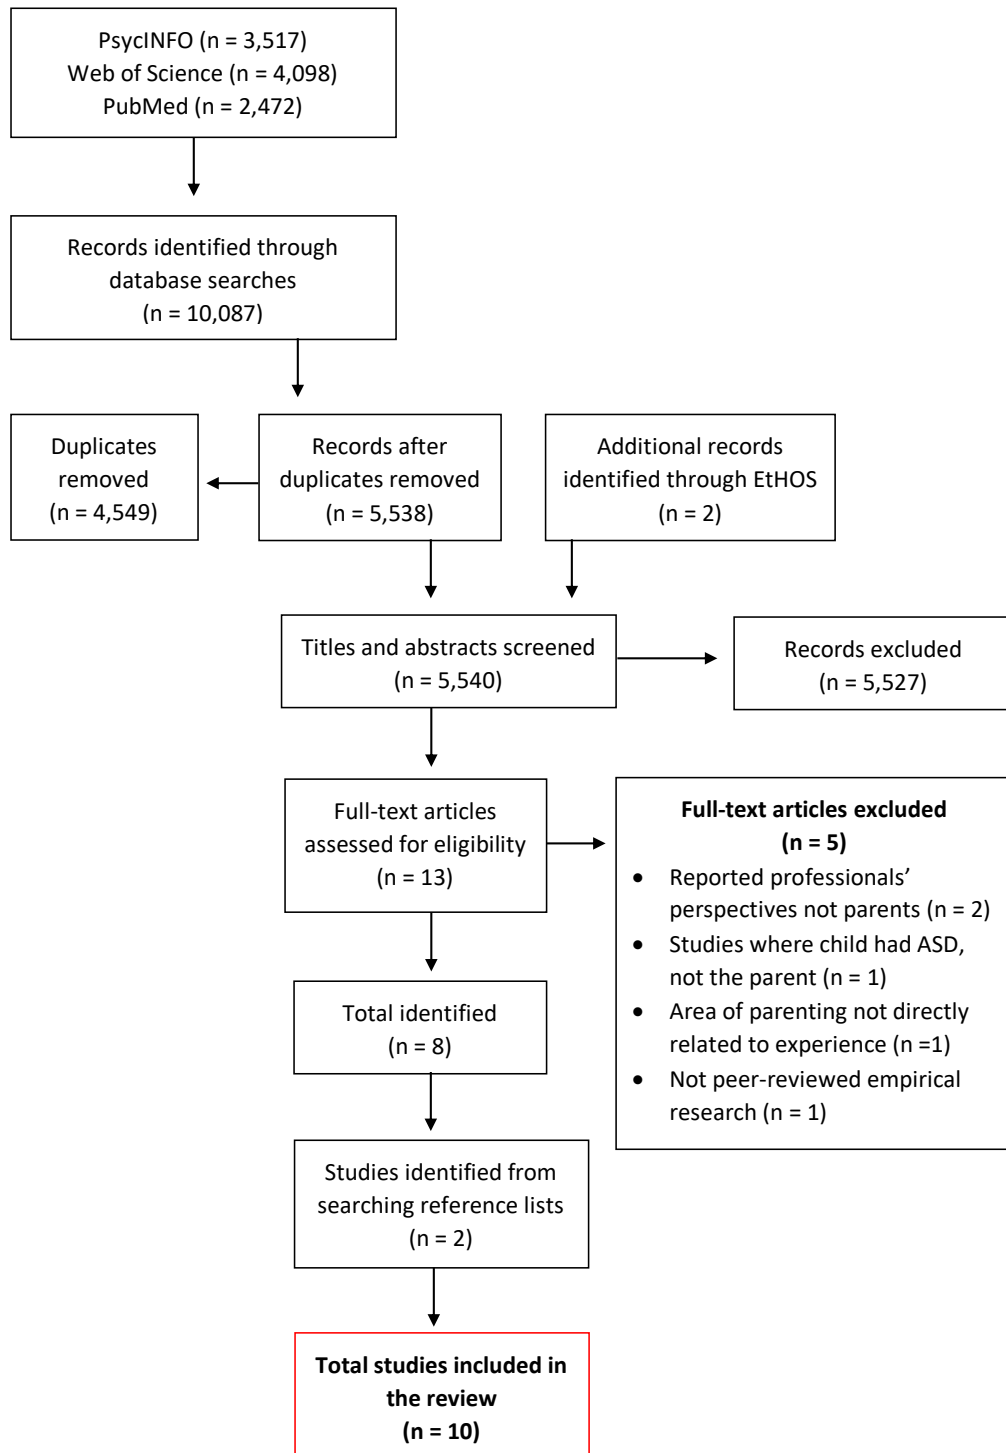 PsycINFO (n = 3,517)
Web of Science (n = 4,098)
PubMed (n = 2,472)
Records identified through
database searches
(n = 10,087)
Duplicates
removed
(n = 4,549)
Records after
duplicates removed
(n = 5,538)
Additional records
identified through EtHOS
(n = 2)
Titles and abstracts screened
(n = 5,540)
Records excluded
(n = 5,527)
Full-text articles
assessed for eligibility
(n = 13)
Full-text articles excluded
(n = 5)
• Reported professionals’
perspectives not parents (n = 2)
• Studies where child had ASD,
not the parent (n = 1)
• Area of parenting not directly
related to experience (n =1)
• Not peer-reviewed empirical
research (n = 1)
Total identified
(n = 8)
Studies identified from
searching reference lists
(n = 2)
Total studies included in
the review
(n = 10)